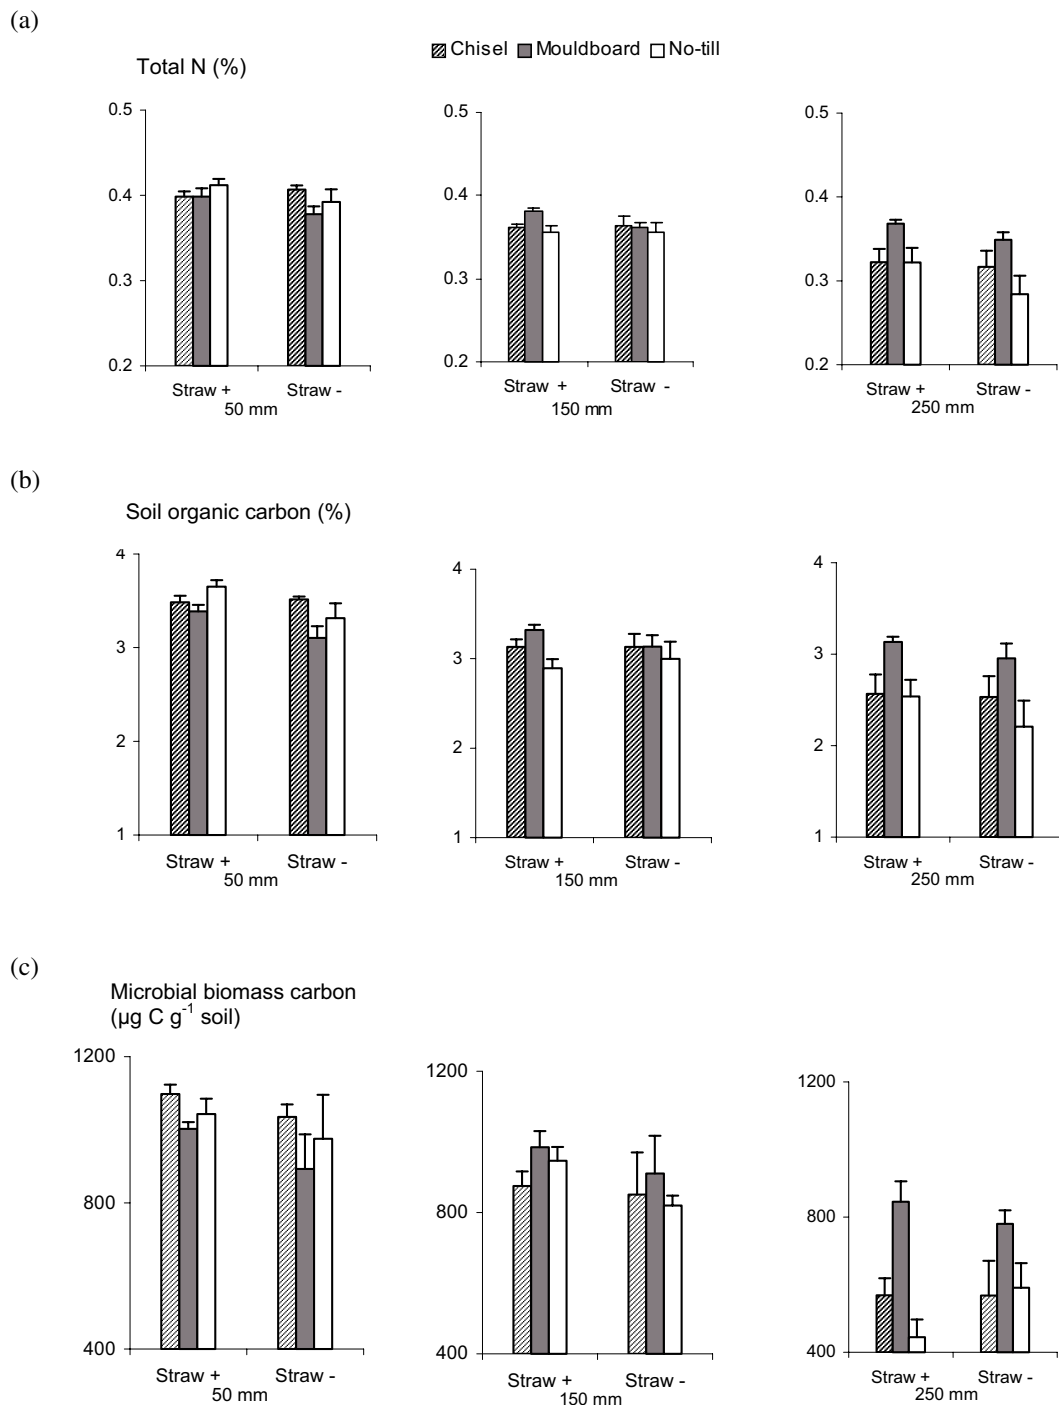 (a)
Chisel Mouldboard No-till
Total N (%)
0.5
0.4
0.3
0.2
Straw +
Straw -
50 mm
0.5
0.4
0.3
0.2
Straw +
Straw -
150 mm
0.5
0.4
0.3
0.2
Straw +
Straw -
250 mm
(b)
Soil organic carbon (%)
4
3
2
1
Straw +
Straw -
50 mm
4
3
2
1
Straw +
Straw -
150 mm
4
3
2
1
Straw +
Straw -
250 mm
(c)
Microbial biomass carbon
(µg C g⁻¹ soil)
1200
800
400
Straw +
Straw -
50 mm
1200
800
400
Straw +
Straw -
150 mm
1200
800
400
Straw +
Straw -
250 mm